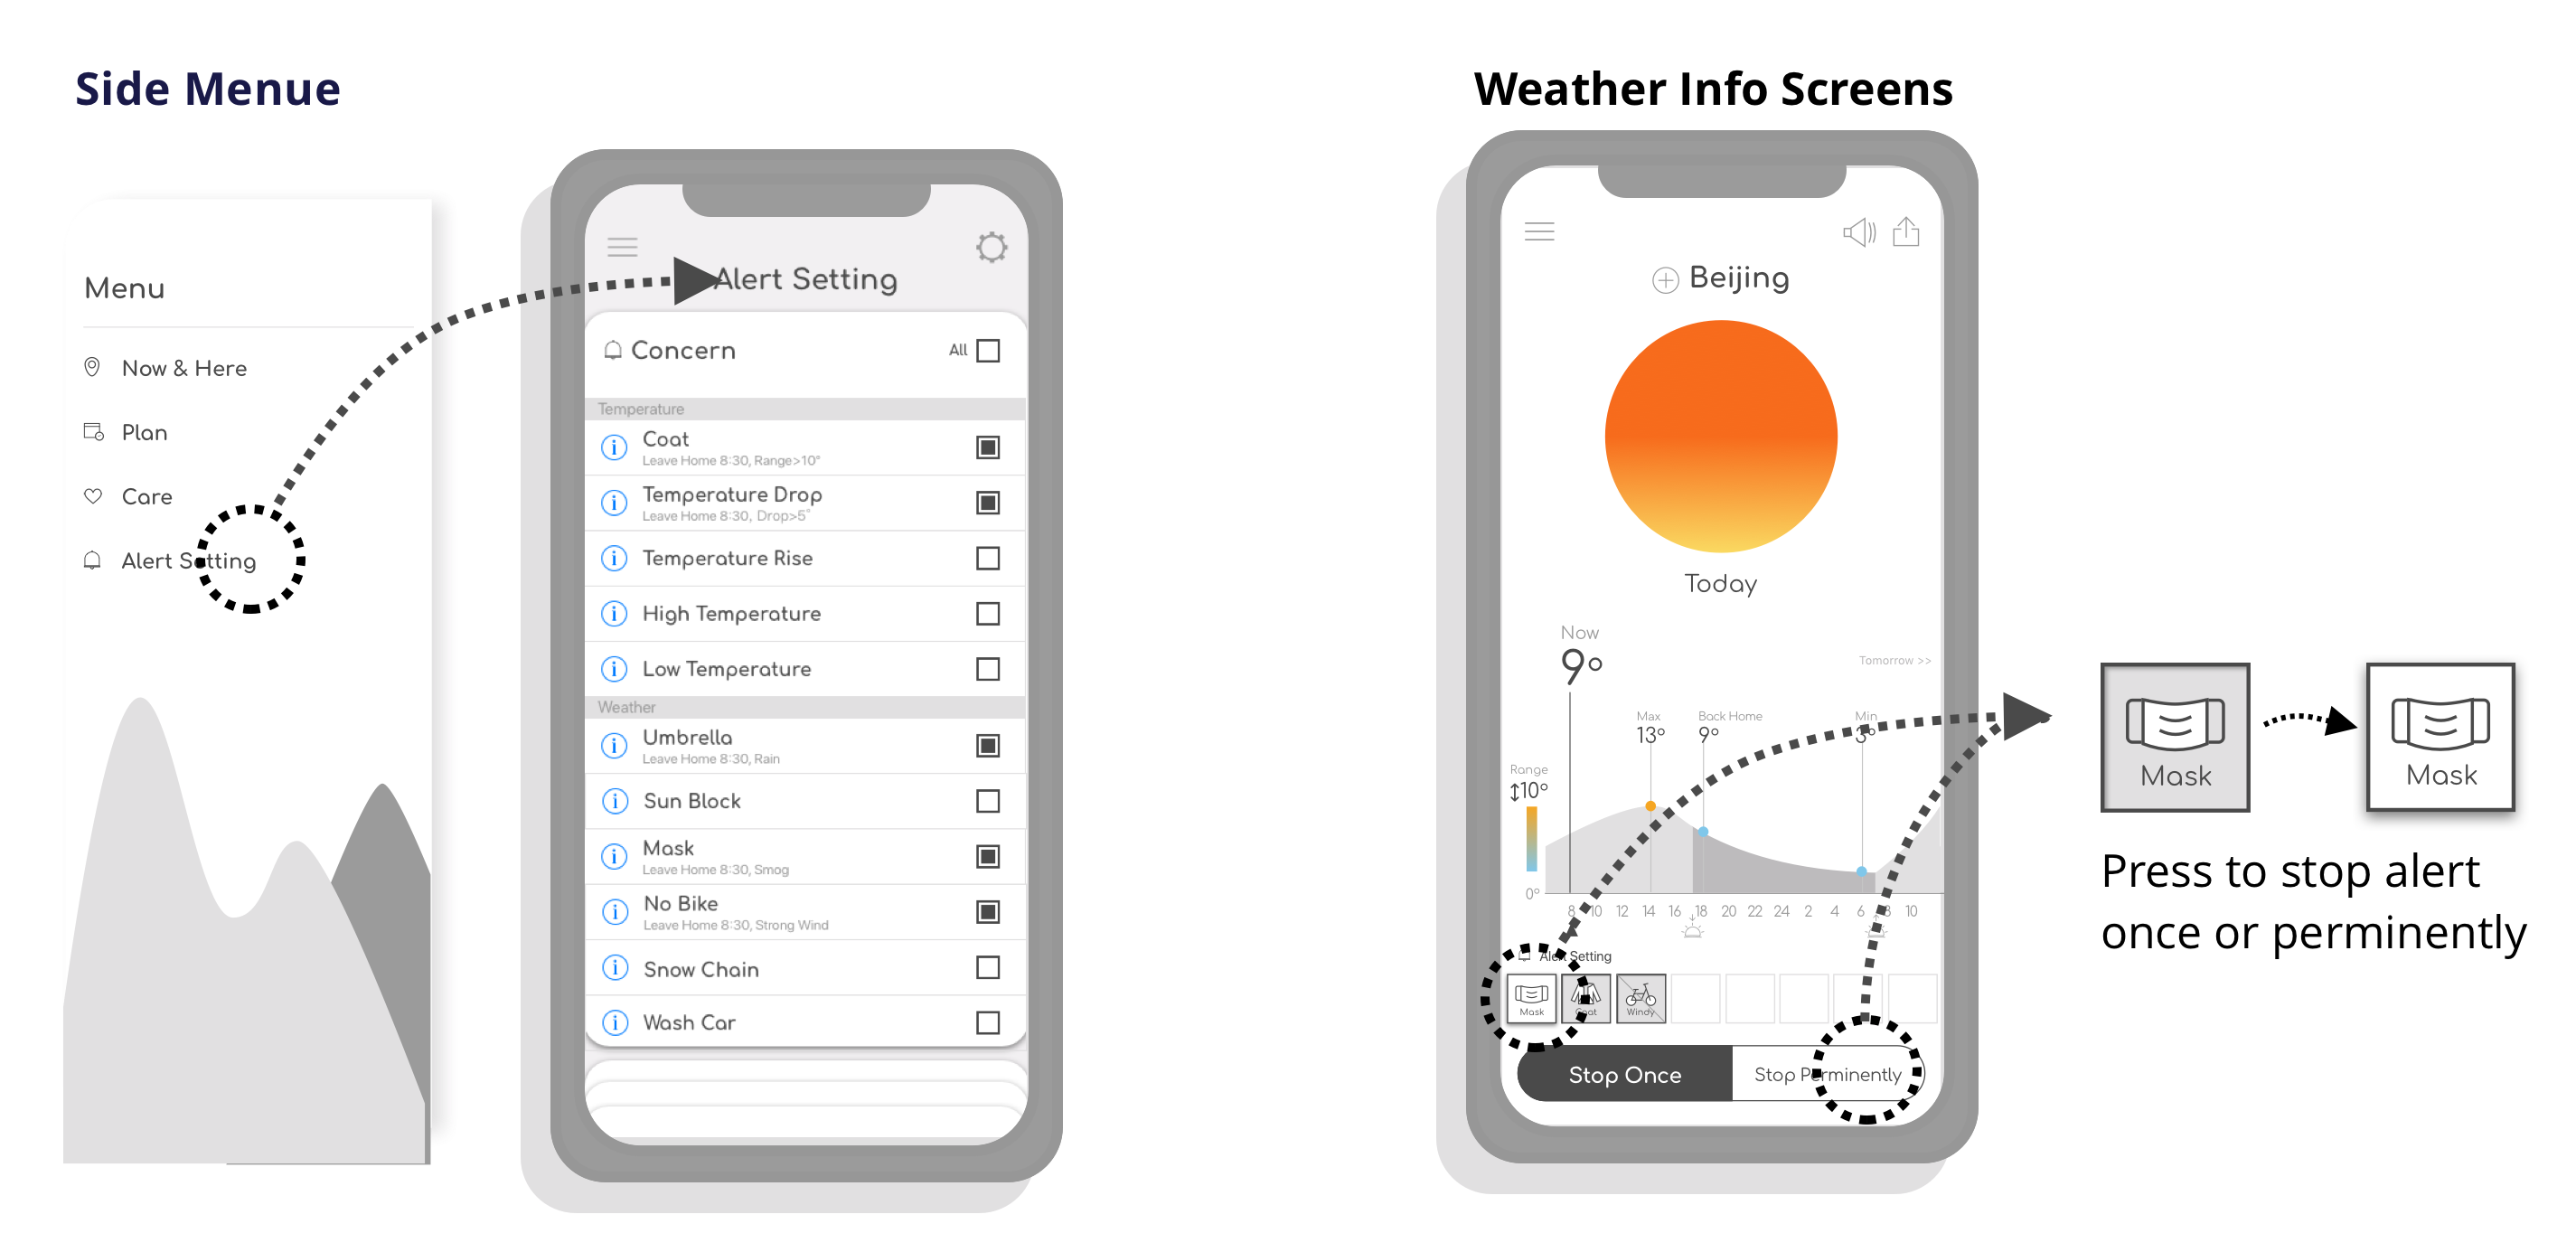 Side Menue
Menu
Now & Here
Plan
Care
Alert Setting
Alert Setting
Concern
All
Temperature
Coat
Leave Home 8:30, Range>10°
Temperature Drop
Leave Home 8:30, Drop>5°
Temperature Rise
High Temperature
Low Temperature
Weather
Umbrella
Leave Home 8:30, Rain
Sun Block
Mask
Leave Home 8:30, Smog
No Bike
Leave Home 8:30, Strong Wind
Snow Chain
Wash Car
Weather Info Screens
Beijing
Today
Now
9°
Tomorrow >>
Max
13°
Back Home
9°
Min
3°
Range
↕10°
0°
8 10 12 14 16 18 20 22 24 2 4 6 8 10
Alert Setting
Mask
Coat
Windy
Stop Once
Stop Perminently
Mask
Mask
Press to stop alert
once or perminently